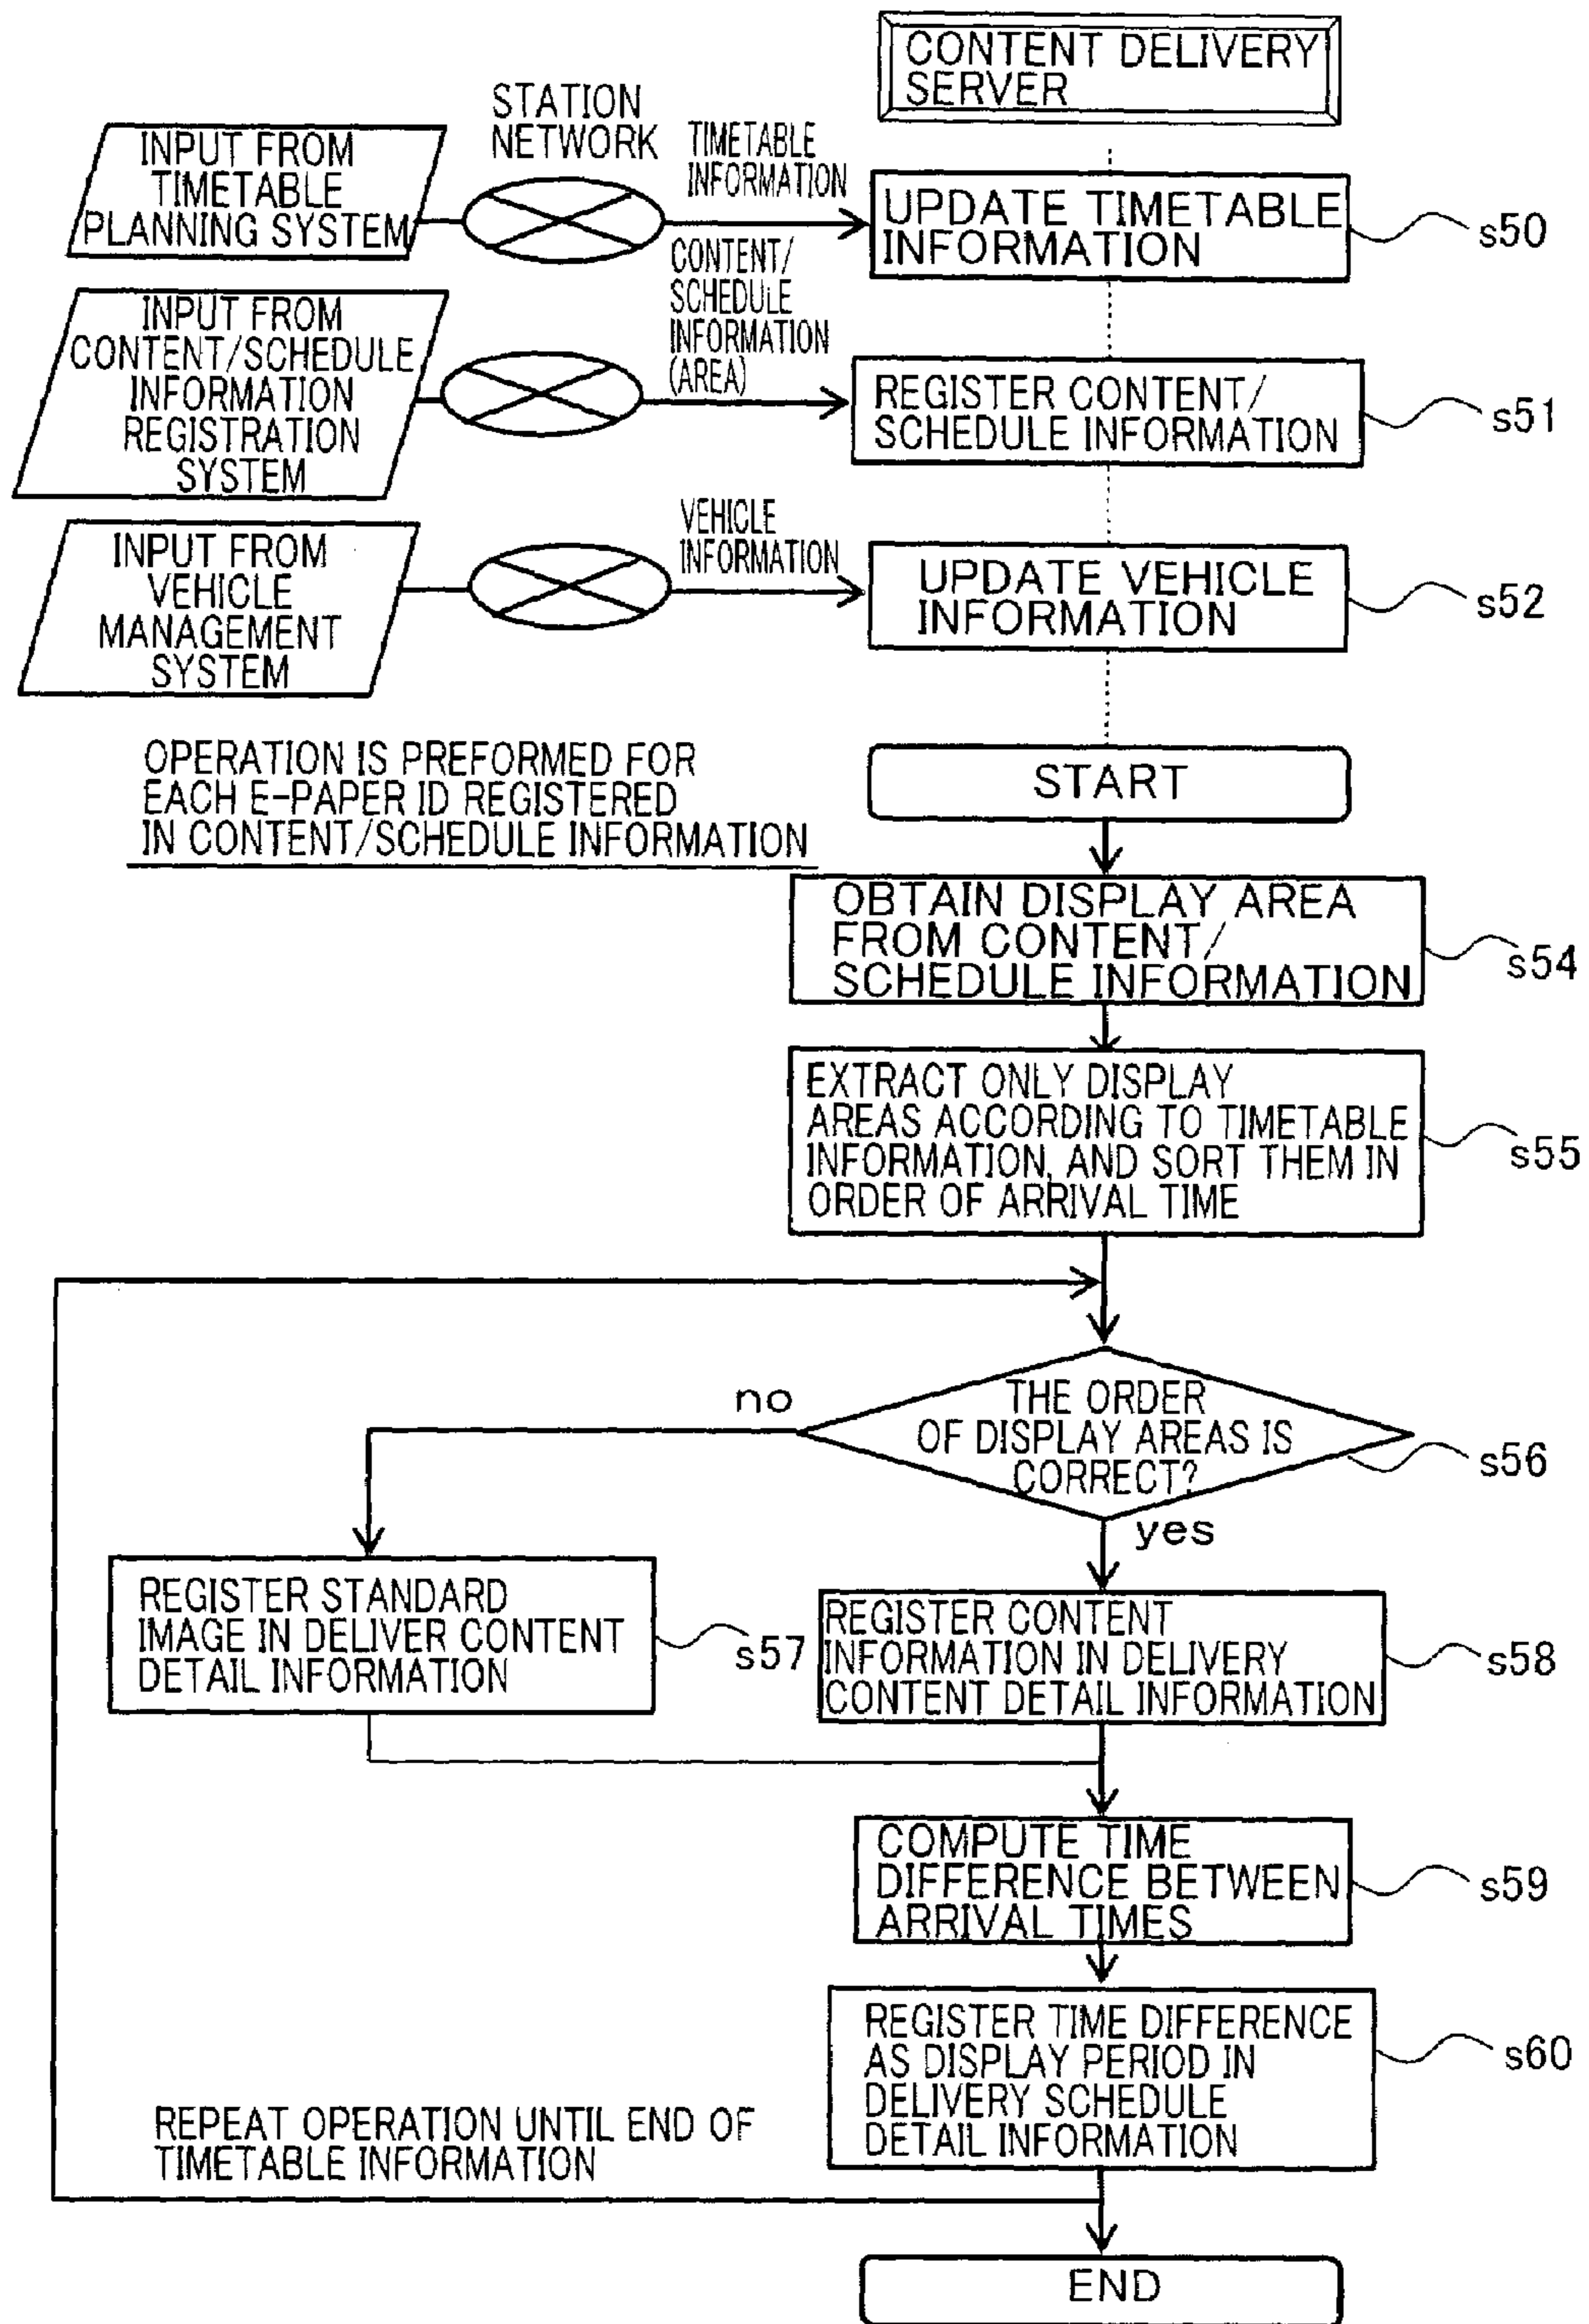 CONTENT DELIVERY
SERVER
STATION
NETWORK
INPUT FROM
TIMETABLE
PLANNING SYSTEM
TIMETABLE
INFORMATION
UPDATE TIMETABLE
INFORMATION
s50
INPUT FROM
CONTENT/SCHEDULE
INFORMATION
REGISTRATION
SYSTEM
CONTENT/
SCHEDULE
INFORMATION
(AREA)
REGISTER CONTENT/
SCHEDULE INFORMATION
s51
INPUT FROM
VEHICLE
MANAGEMENT
SYSTEM
VEHICLE
INFORMATION
UPDATE VEHICLE
INFORMATION
s52
OPERATION IS PREFORMED FOR
EACH E-PAPER ID REGISTERED
IN CONTENT/SCHEDULE INFORMATION
START
OBTAIN DISPLAY AREA
FROM CONTENT/
SCHEDULE INFORMATION
s54
EXTRACT ONLY DISPLAY
AREAS ACCORDING TO TIMETABLE
INFORMATION, AND SORT THEM IN
ORDER OF ARRIVAL TIME
s55
THE ORDER
OF DISPLAY AREAS IS
CORRECT?
s56
no
yes
REGISTER STANDARD
IMAGE IN DELIVER CONTENT
DETAIL INFORMATION
s57
REGISTER CONTENT
INFORMATION IN DELIVERY
CONTENT DETAIL INFORMATION
s58
COMPUTE TIME
DIFFERENCE BETWEEN
ARRIVAL TIMES
s59
REGISTER TIME DIFFERENCE
AS DISPLAY PERIOD IN
DELIVERY SCHEDULE
DETAIL INFORMATION
s60
REPEAT OPERATION UNTIL END OF
TIMETABLE INFORMATION
END